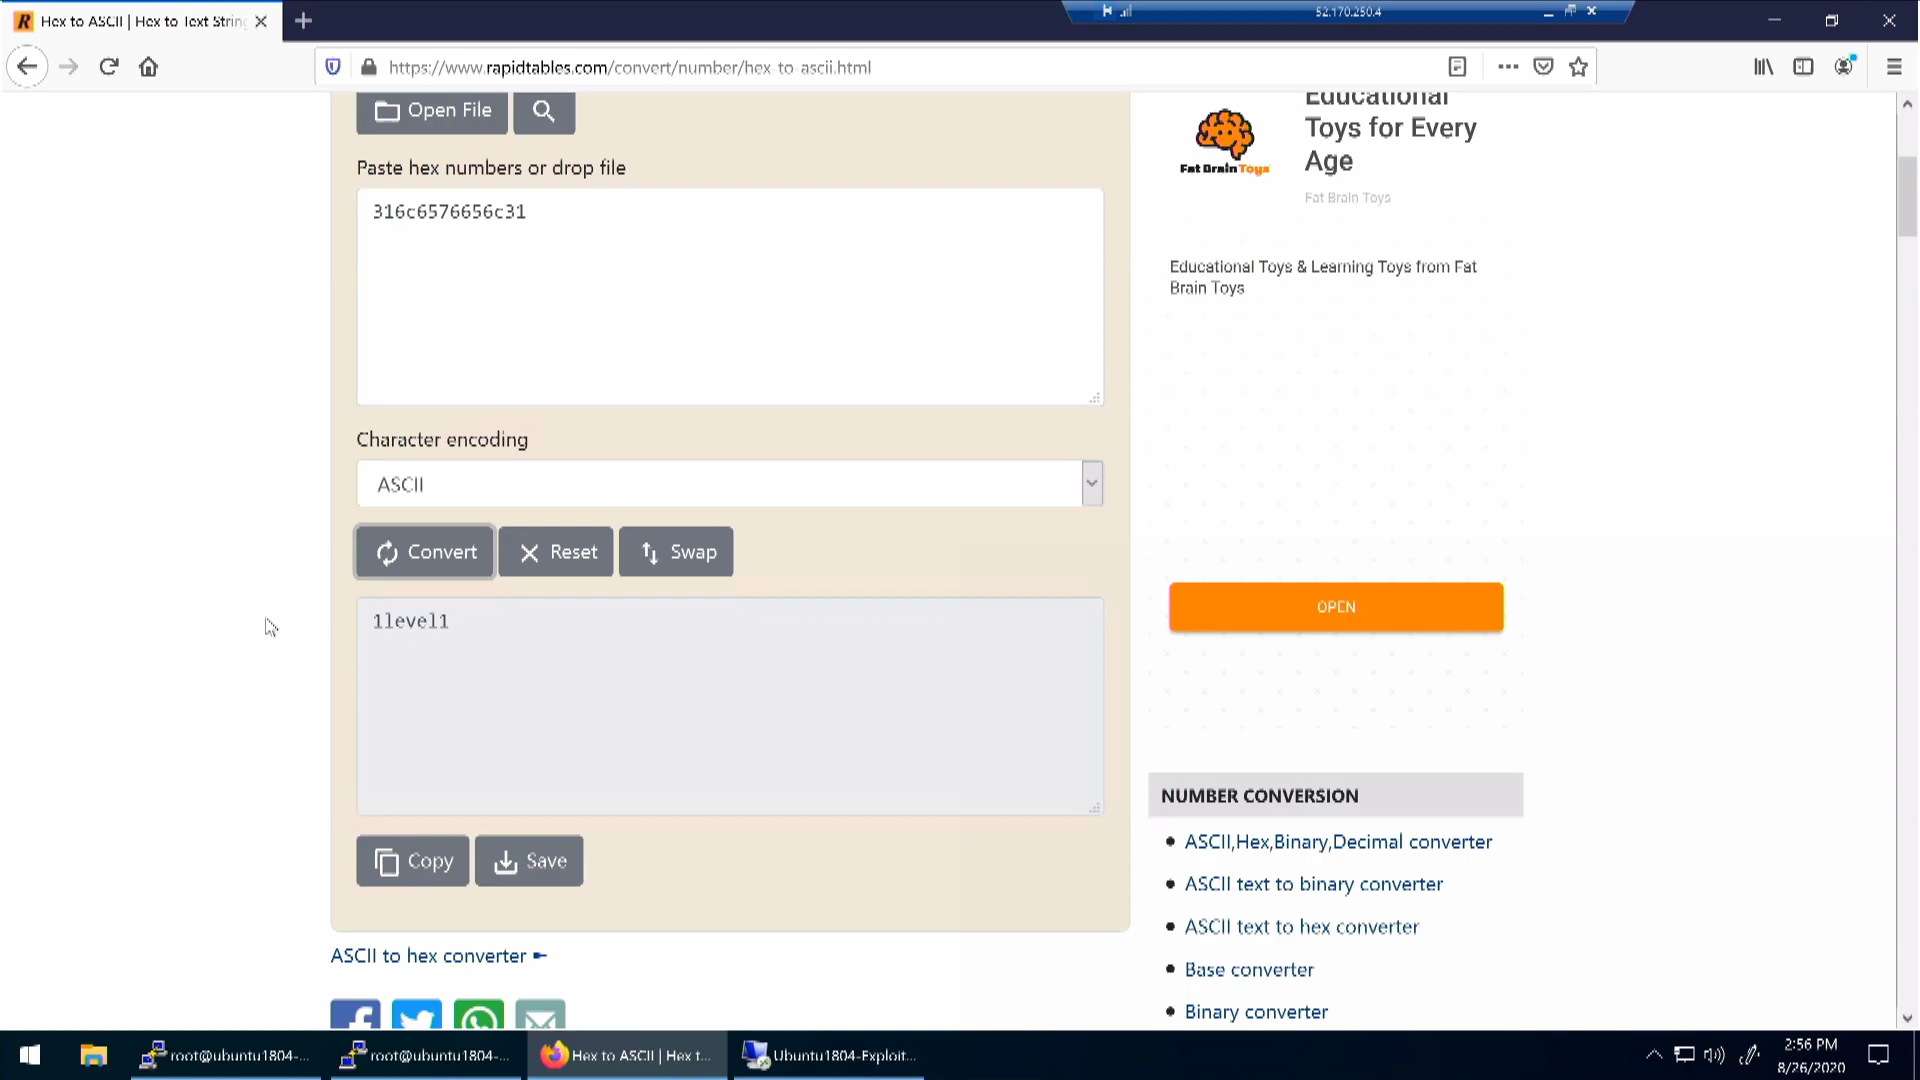 R Hex to ASCII | Hex to Text String
52.170.250.4
https://www.rapidtables.com/convert/number/hex-to-ascii.html
Open File
Paste hex numbers or drop file
316c6576656c31
Character encoding
ASCII
Convert
Reset
Swap
1level1
Copy
Save
ASCII to hex converter ►
Educational
Toys for Every
Age
Fat Brain Toys
Fat Brain Toys
Educational Toys & Learning Toys from Fat
Brain Toys
OPEN
NUMBER CONVERSION
ASCII,Hex,Binary,Decimal converter
ASCII text to binary converter
ASCII text to hex converter
Base converter
Binary converter
root@ubuntu1804-...
root@ubuntu1804-...
Hex to ASCII | Hex t...
Ubuntu1804-Exploit...
2:56 PM
8/26/2020